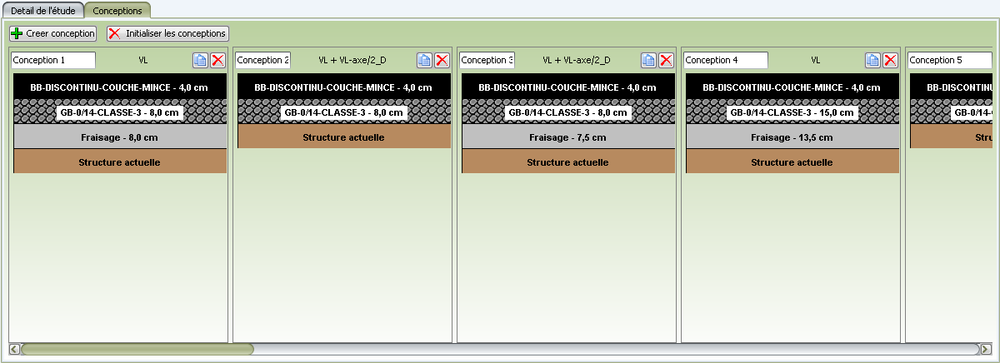 Detail de l'étude
Conceptions
Creer conception
Initialiser les conceptions
Conception 1
VL
BB-DISCONTINU-COUCHE-MINCE - 4,0 cm
GB-0/14-CLASSE-3 - 8,0 cm
Fraisage - 8,0 cm
Structure actuelle
Conception 2
VL + VL-axe/2_D
BB-DISCONTINU-COUCHE-MINCE - 4,0 cm
GB-0/14-CLASSE-3 - 8,0 cm
Structure actuelle
Conception 3
VL + VL-axe/2_D
BB-DISCONTINU-COUCHE-MINCE - 4,0 cm
GB-0/14-CLASSE-3 - 8,0 cm
Fraisage - 7,5 cm
Structure actuelle
Conception 4
VL
BB-DISCONTINU-COUCHE-MINCE - 4,0 cm
GB-0/14-CLASSE-3 - 15,0 cm
Fraisage - 13,5 cm
Structure actuelle
Conception 5
BB-DISCONTINU
GB-0/14-